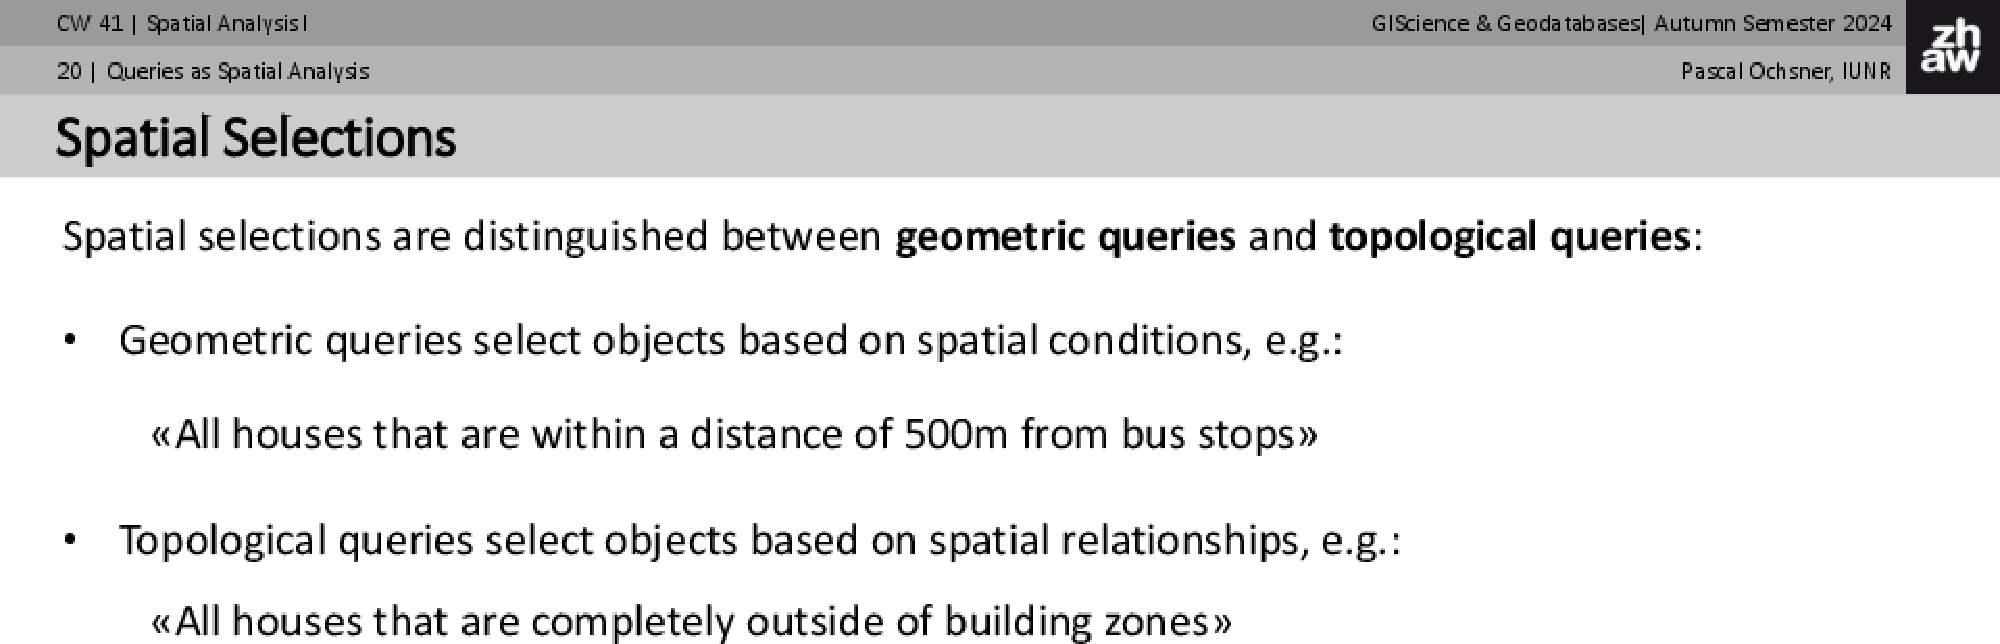 CW 41 | Spatial Analysis I
GIScience & Geodatabases| Autumn Semester 2024
20 | Queries as Spatial Analysis
Pascal Ochsner, IUNR
zh
aw
Spatial Selections
Spatial selections are distinguished between geometric queries and topological queries:
• Geometric queries select objects based on spatial conditions, e.g.:
«All houses that are within a distance of 500m from bus stops»
• Topological queries select objects based on spatial relationships, e.g.:
«All houses that are completely outside of building zones»